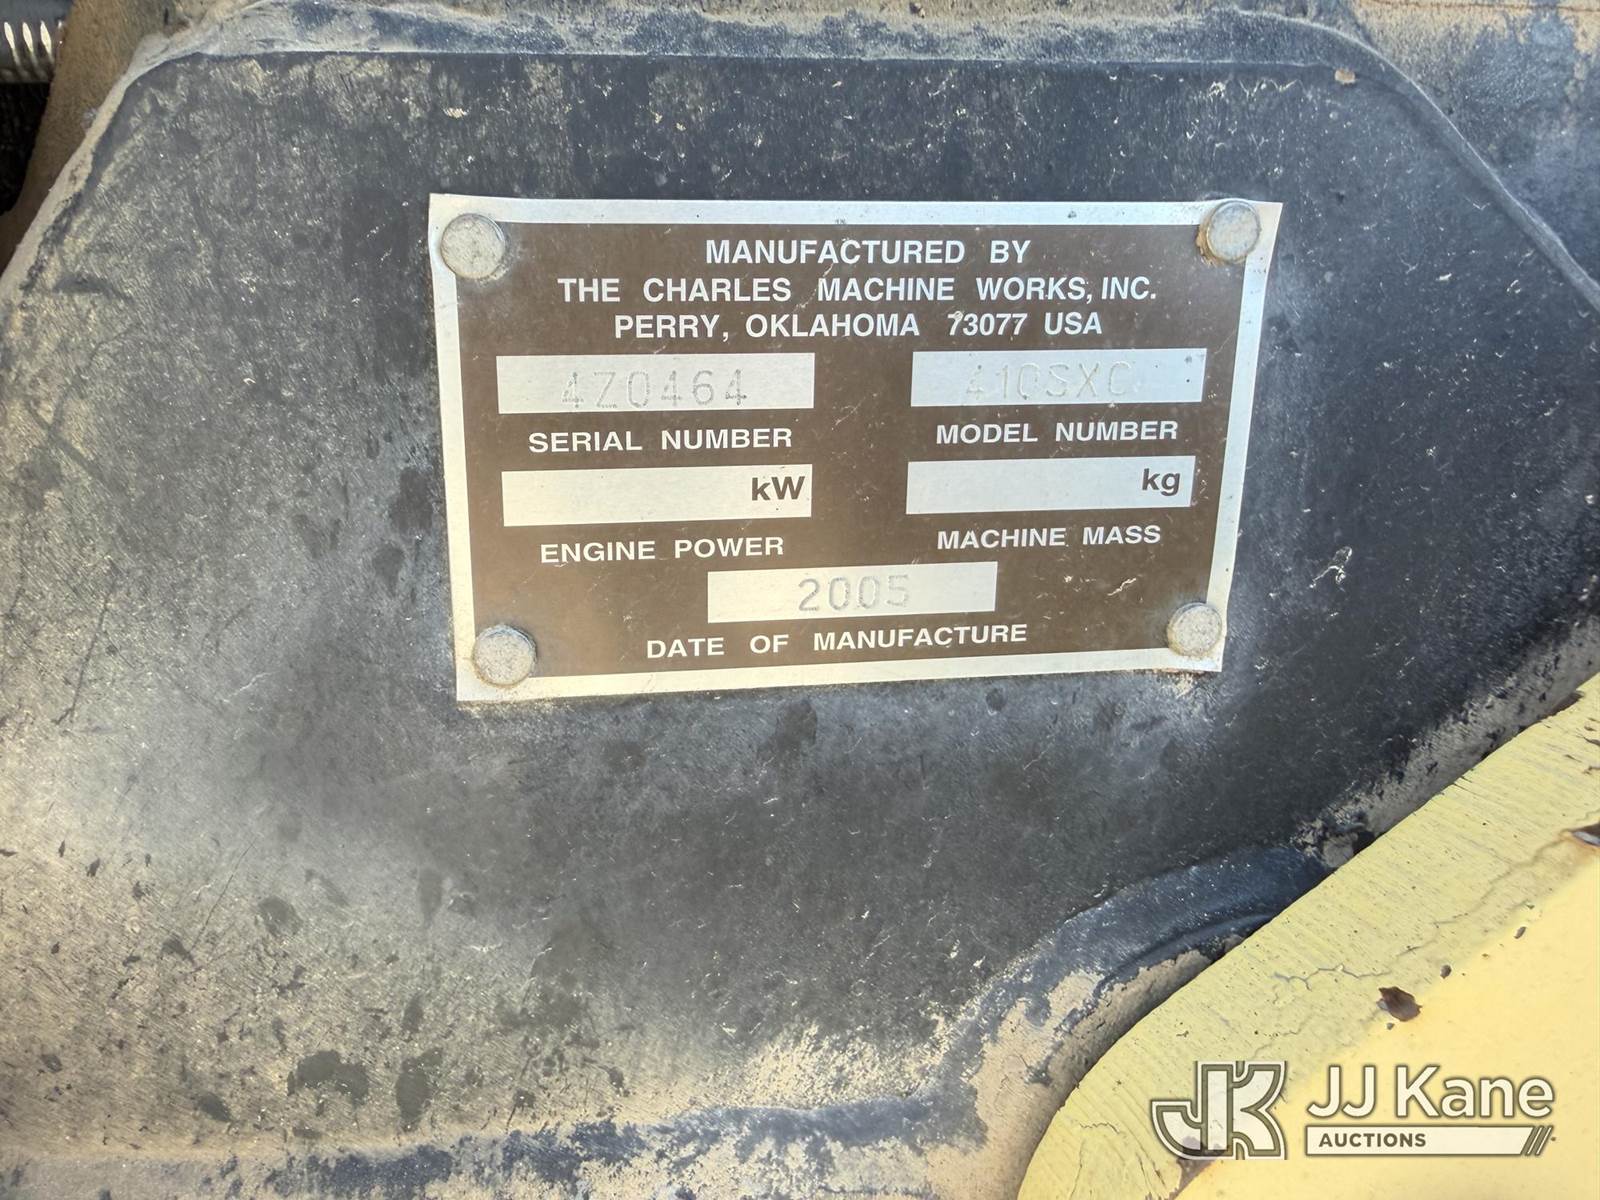 MANUFACTURED BY
THE CHARLES MACHINE WORKS, INC.
PERRY, OKLAHOMA 73077 USA
4Z0464 410SXC
SERIAL NUMBER MODEL NUMBER
kW kg
ENGINE POWER MACHINE MASS
2005
DATE OF MANUFACTURE
JJ Kane
AUCTIONS